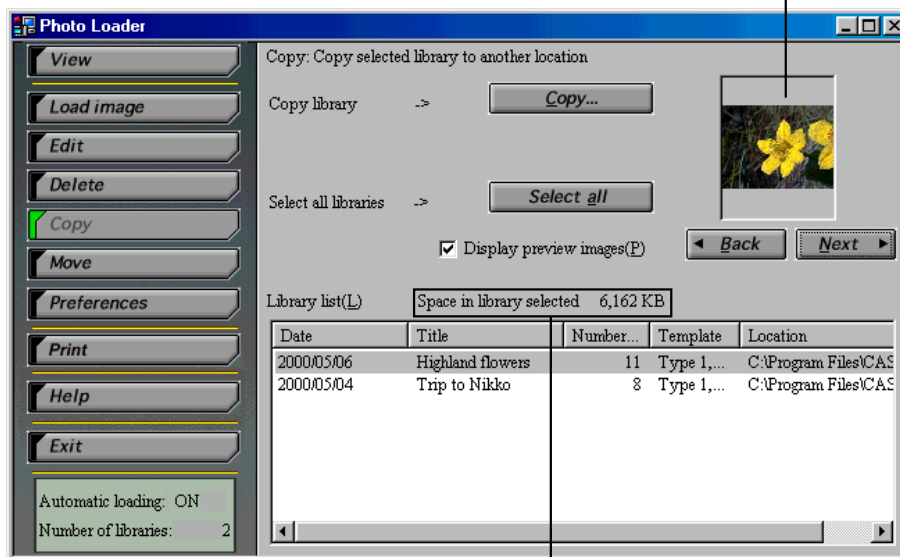 Photo Loader
View
Load image
Edit
Delete
Copy
Move
Preferences
Print
Help
Exit
Automatic loading: ON
Number of libraries: 2
Copy: Copy selected library to another location
Copy library -> Copy...
Select all libraries -> Select all
Display preview images(P)
Back Next
Library list(L) Space in library selected 6,162 KB
Date Title Number... Template Location
2000/05/06 Highland flowers 11 Type 1,... C:\Program Files\CAS
2000/05/04 Trip to Nikko 8 Type 1,... C:\Program Files\CAS